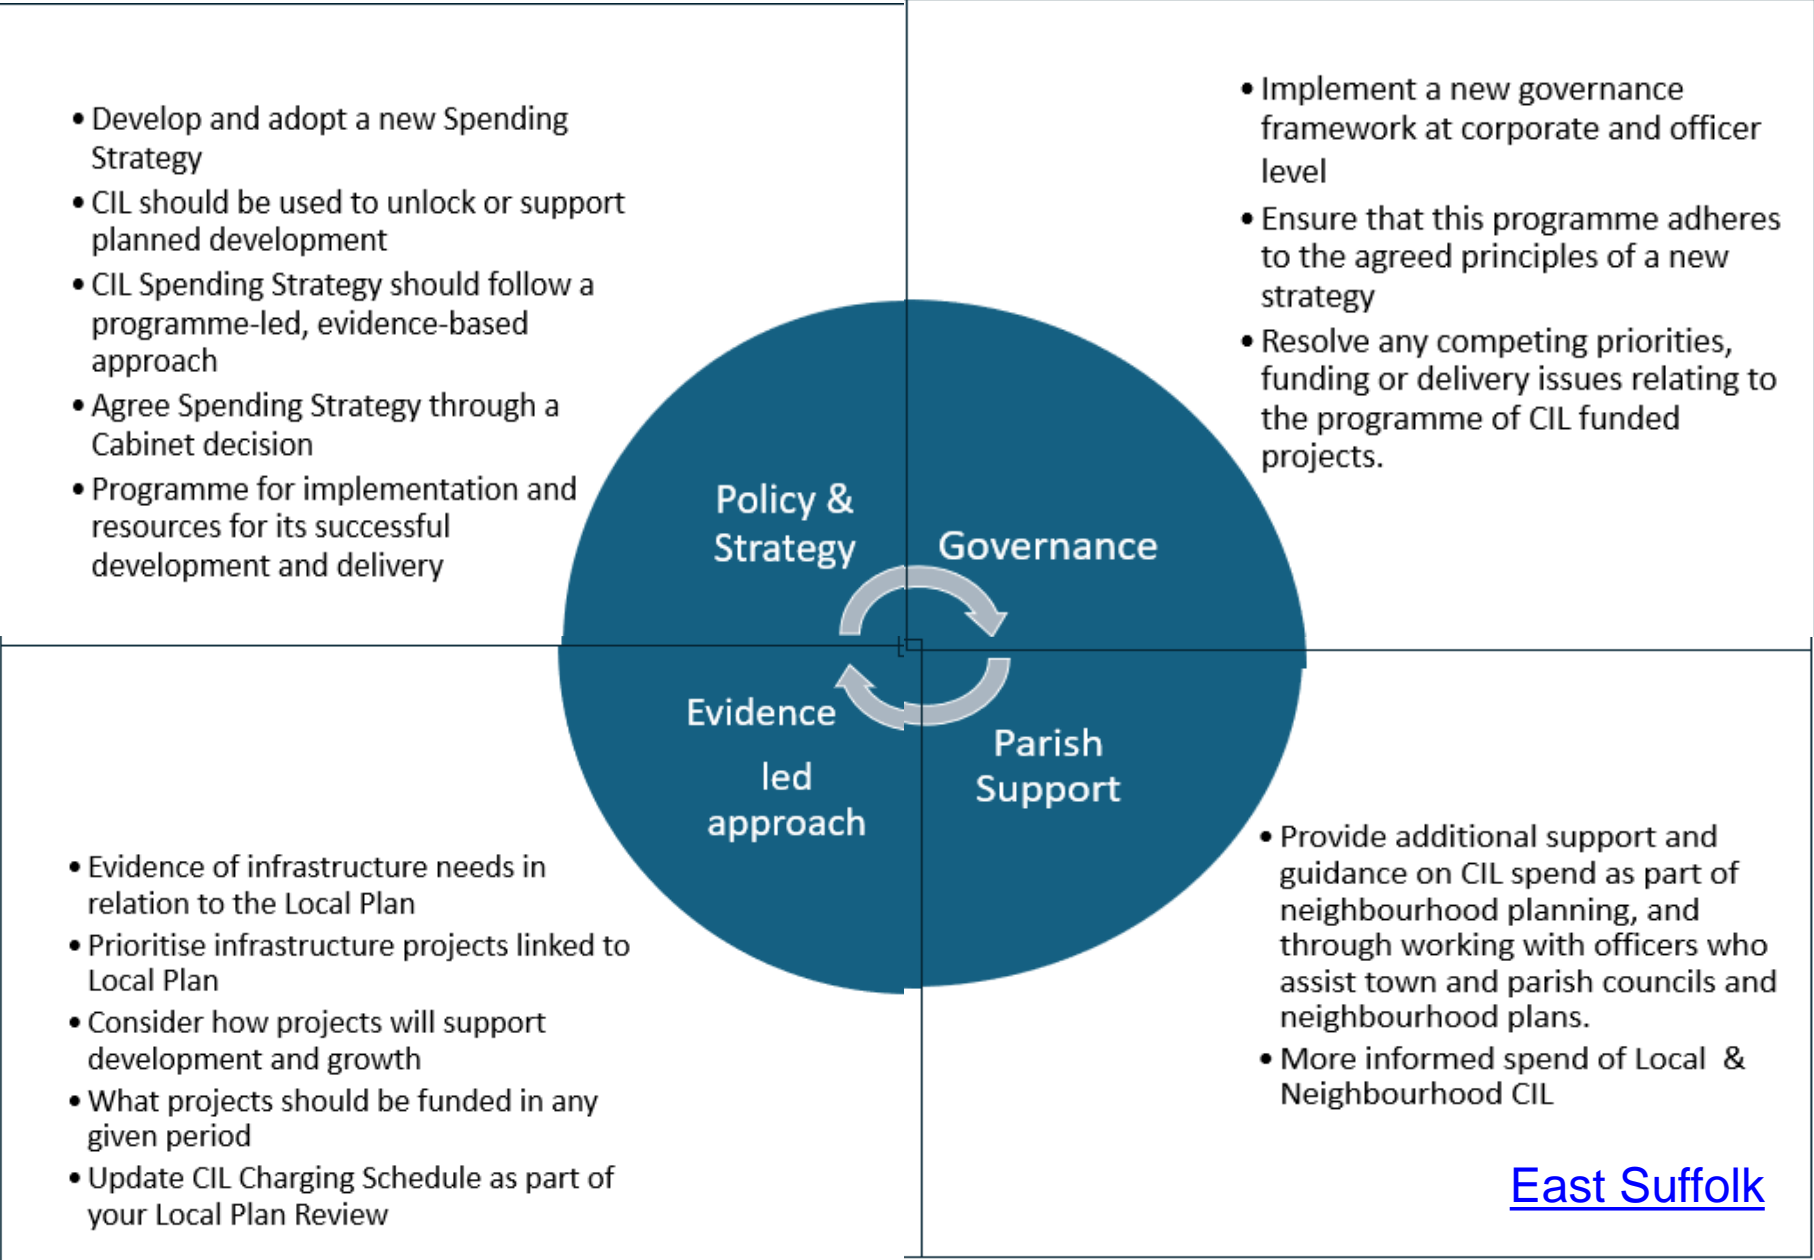 • Develop and adopt a new Spending
Strategy
• CIL should be used to unlock or support
planned development
• CIL Spending Strategy should follow a
programme-led, evidence-based
approach
• Agree Spending Strategy through a
Cabinet decision
• Programme for implementation and
resources for its successful
development and delivery
• Implement a new governance
framework at corporate and officer
level
• Ensure that this programme adheres
to the agreed principles of a new
strategy
• Resolve any competing priorities,
funding or delivery issues relating to
the programme of CIL funded
projects.
Policy &
Strategy
Governance
Evidence
led
approach
Parish
Support
• Evidence of infrastructure needs in
relation to the Local Plan
• Prioritise infrastructure projects linked to
Local Plan
• Consider how projects will support
development and growth
• What projects should be funded in any
given period
• Update CIL Charging Schedule as part of
your Local Plan Review
• Provide additional support and
guidance on CIL spend as part of
neighbourhood planning, and
through working with officers who
assist town and parish councils and
neighbourhood plans.
• More informed spend of Local &
Neighbourhood CIL
East Suffolk